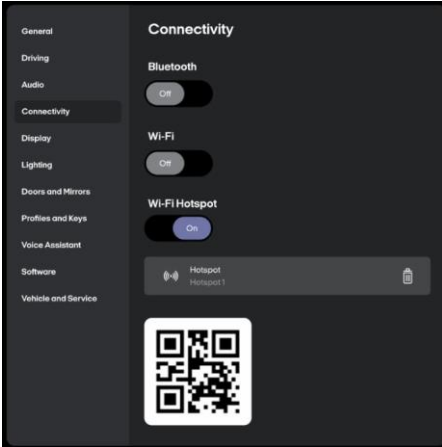 General
Driving
Audio
Connectivity
Display
Lighting
Doors and Mirrors
Profiles and Keys
Voice Assistant
Software
Vehicle and Service
Connectivity
Bluetooth
Off
Wi-Fi
Off
Wi-Fi Hotspot
On
Hotspot
Hotspot1